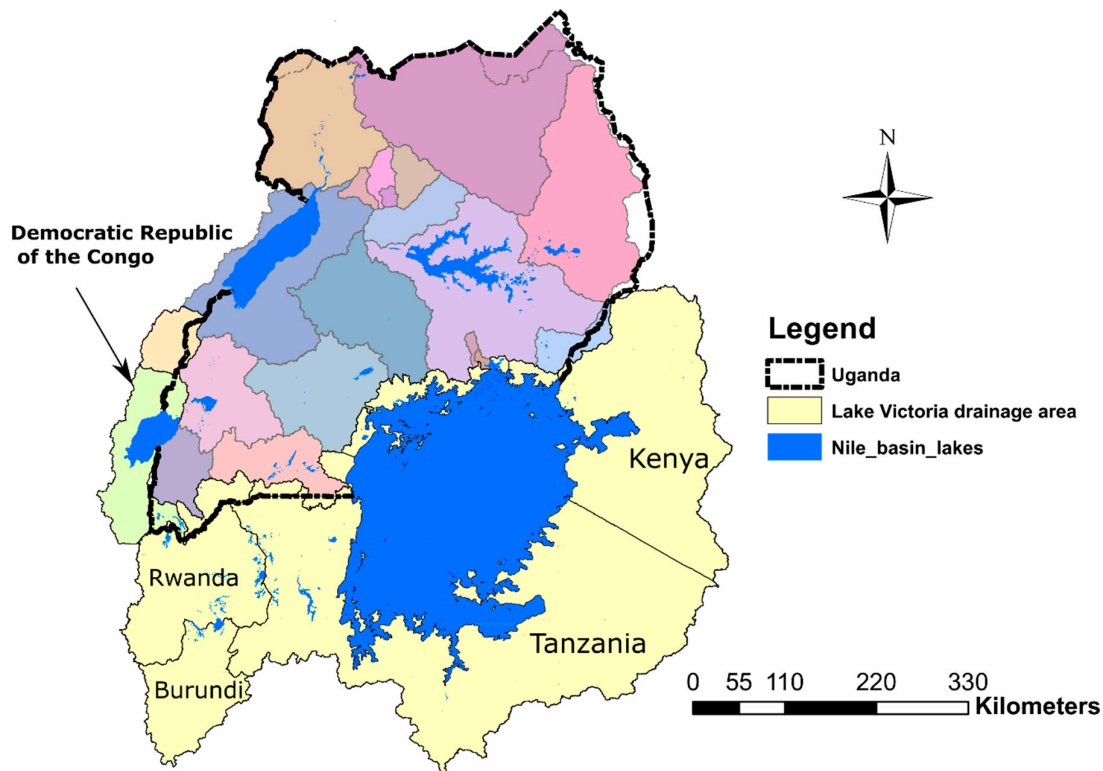 N
Democratic Republic
of the Congo
Legend
Uganda
Lake Victoria drainage area
Nile_basin_lakes
Kenya
Rwanda
Tanzania
Burundi
0 55 110 220 330
Kilometers